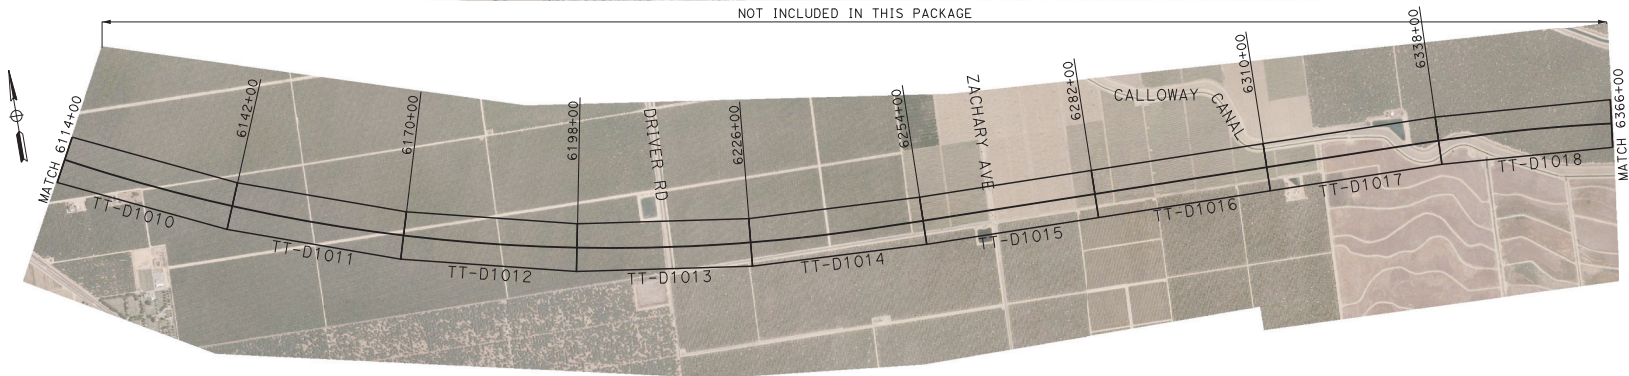 NOT INCLUDED IN THIS PACKAGE
MATCH 6114+00
6142+00
6170+00
6198+00
DRIVER RD
6226+00
6254+00
ZACHARY AVE
6282+00
CALLOWAY
CANAL
6310+00
6338+00
MATCH 6366+00
TT-D1010
TT-D1011
TT-D1012
TT-D1013
TT-D1014
TT-D1015
TT-D1016
TT-D1017
TT-D1018